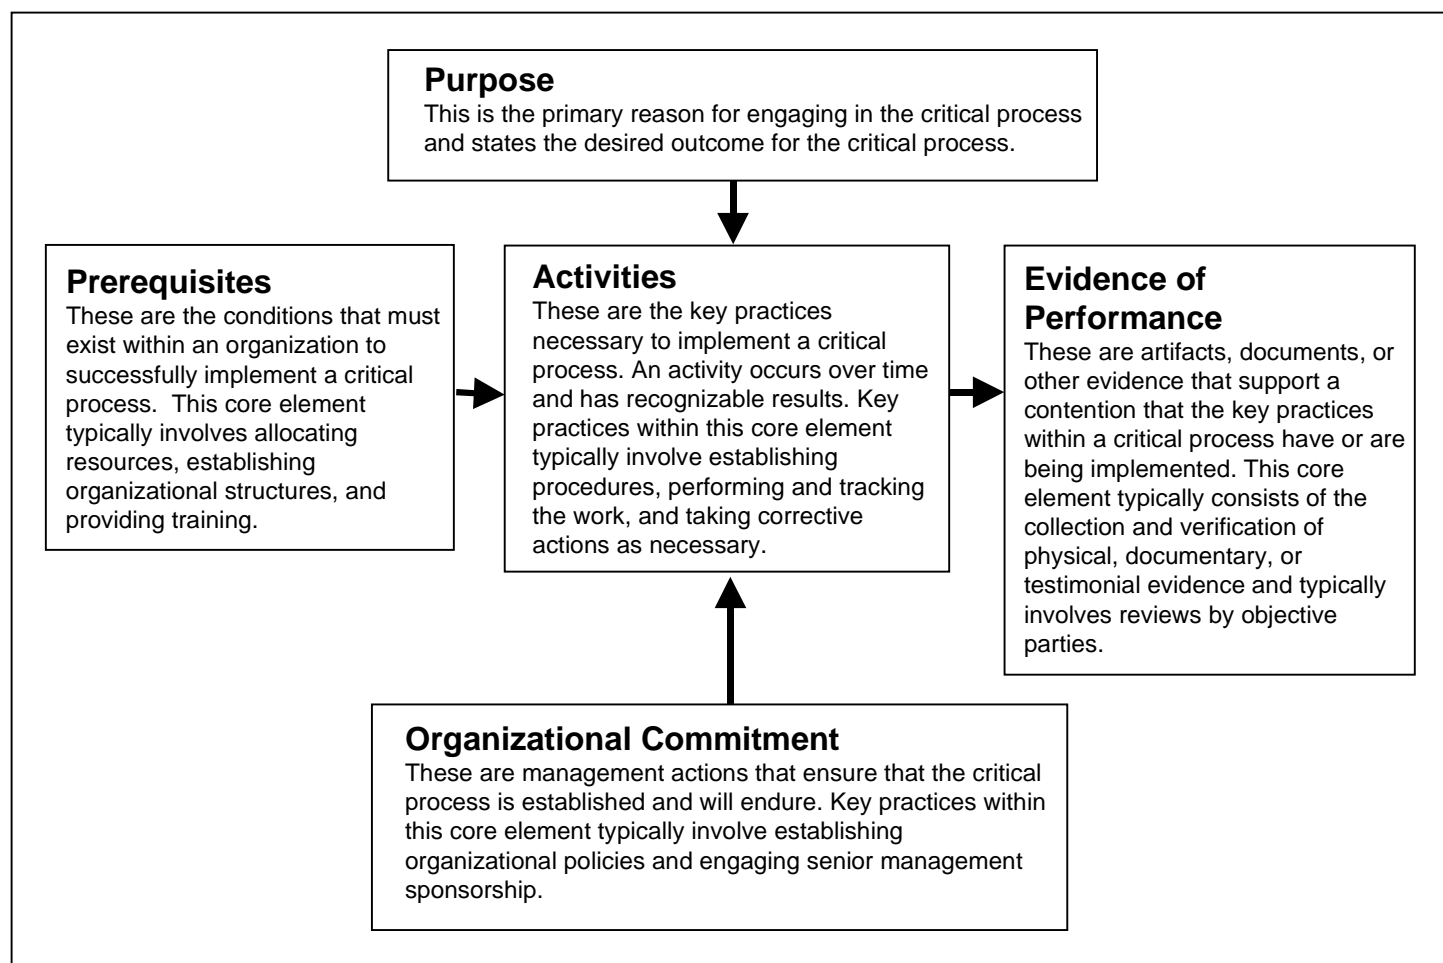 Purpose
This is the primary reason for engaging in the critical process
and states the desired outcome for the critical process.
Prerequisites
These are the conditions that must
exist within an organization to
successfully implement a critical
process.  This core element
typically involves allocating
resources, establishing
organizational structures, and
providing training.
Activities
These are the key practices
necessary to implement a critical
process. An activity occurs over time
and has recognizable results. Key
practices within this core element
typically involve establishing
procedures, performing and tracking
the work, and taking corrective
actions as necessary.
Evidence of
Performance
These are artifacts, documents, or
other evidence that support a
contention that the key practices
within a critical process have or are
being implemented. This core
element typically consists of the
collection and verification of
physical, documentary, or
testimonial evidence and typically
involves reviews by objective
parties.
Organizational Commitment
These are management actions that ensure that the critical
process is established and will endure. Key practices within
this core element typically involve establishing
organizational policies and engaging senior management
sponsorship.